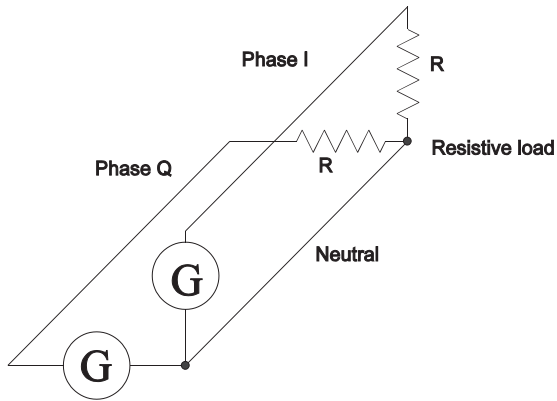 Phase I
R
Resistive load
R
Phase Q
Neutral
G
G